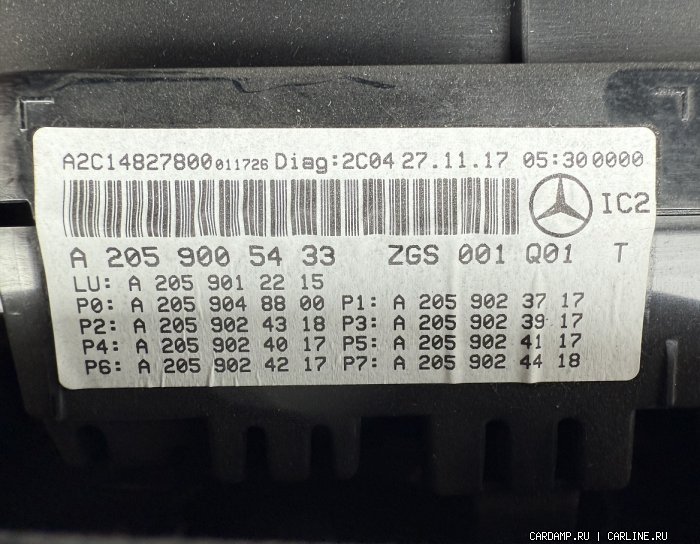 A2C14827800011726 Diag:2C04 27.11.17 05:300000
IC2
A 205 900 54 33 ZGS 001 Q01 T
LU: A 205 901 22 15
P0: A 205 904 88 00 P1: A 205 902 37 17
P2: A 205 902 43 18 P3: A 205 902 39 17
P4: A 205 902 40 17 P5: A 205 902 41 17
P6: A 205 902 42 17 P7: A 205 902 44 18
CARDAMP.RU | CARLINE.RU